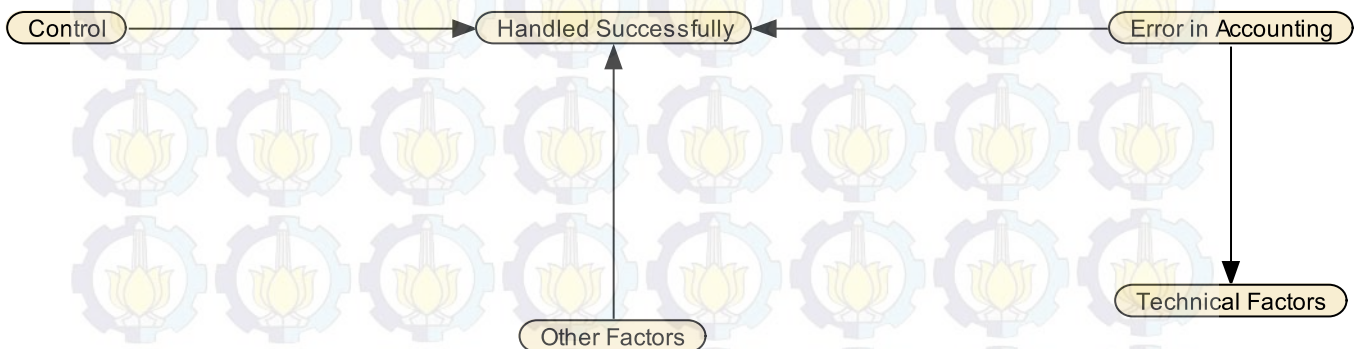 Control
Handled Successfully
Error in Accounting
Technical Factors
Other Factors